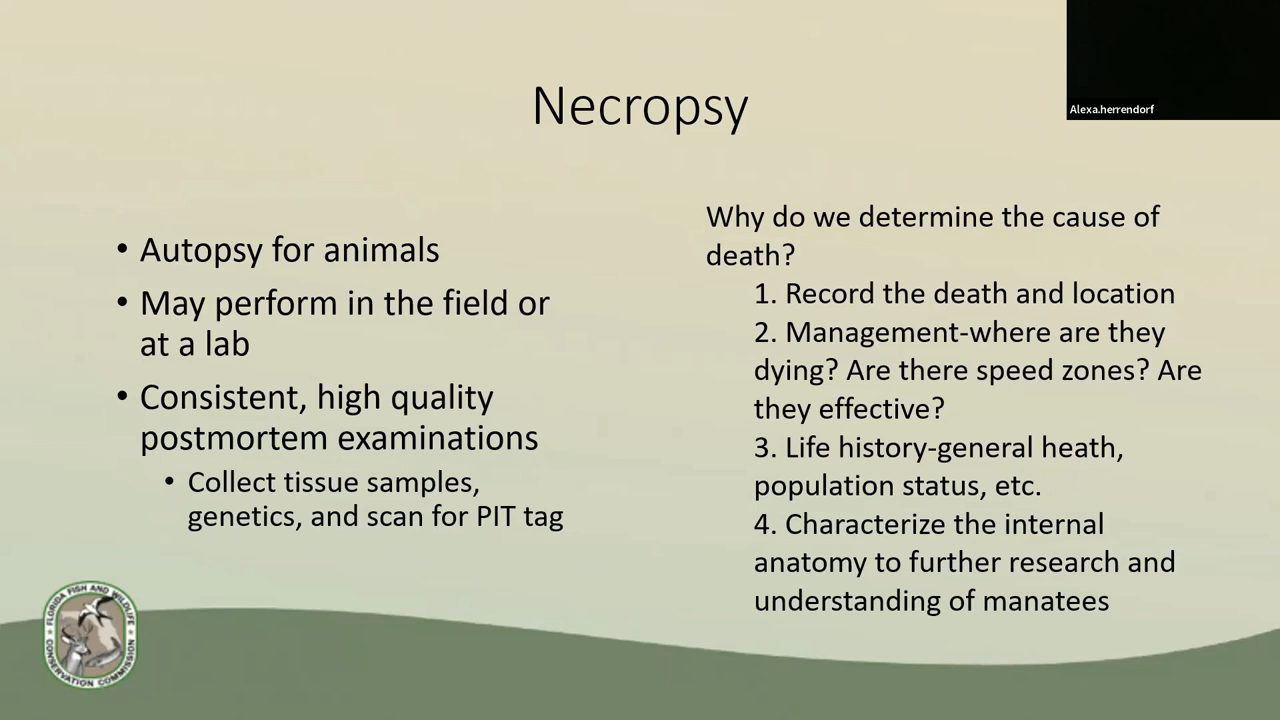 Alexa.herrendorf
Necropsy
• Autopsy for animals
• May perform in the field or
at a lab
• Consistent, high quality
postmortem examinations
• Collect tissue samples,
genetics, and scan for PIT tag
Why do we determine the cause of
death?
1. Record the death and location
2. Management-where are they
dying? Are there speed zones? Are
they effective?
3. Life history-general heath,
population status, etc.
4. Characterize the internal
anatomy to further research and
understanding of manatees
FLORIDA FISH AND WILDLIFE
CONSERVATION COMMISSION